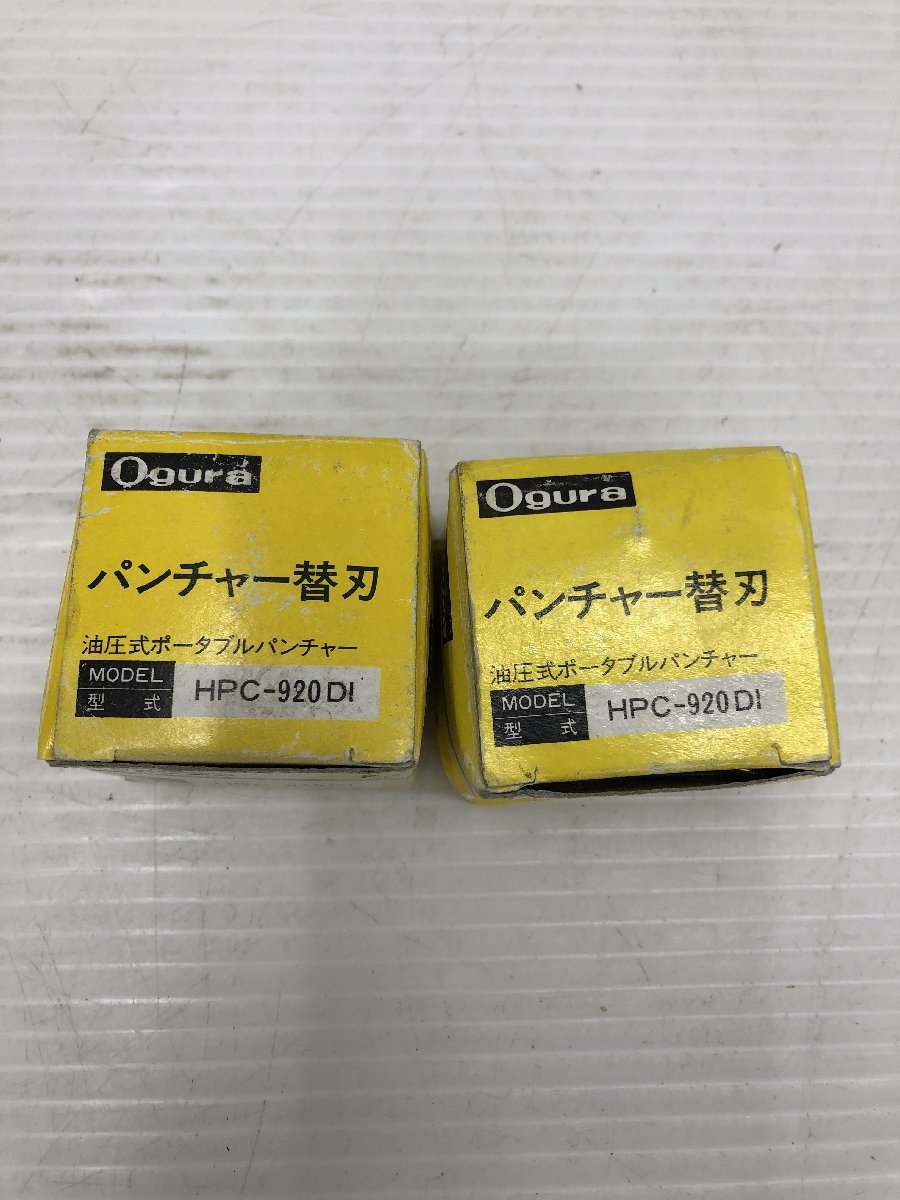 Ogura
パンチャー替刃
油圧式ポータブルパンチャー
MODEL
型式
HPC-920DI
Ogura
パンチャー替刃
油圧式ポータブルパンチャー
MODEL
型式
HPC-920DI